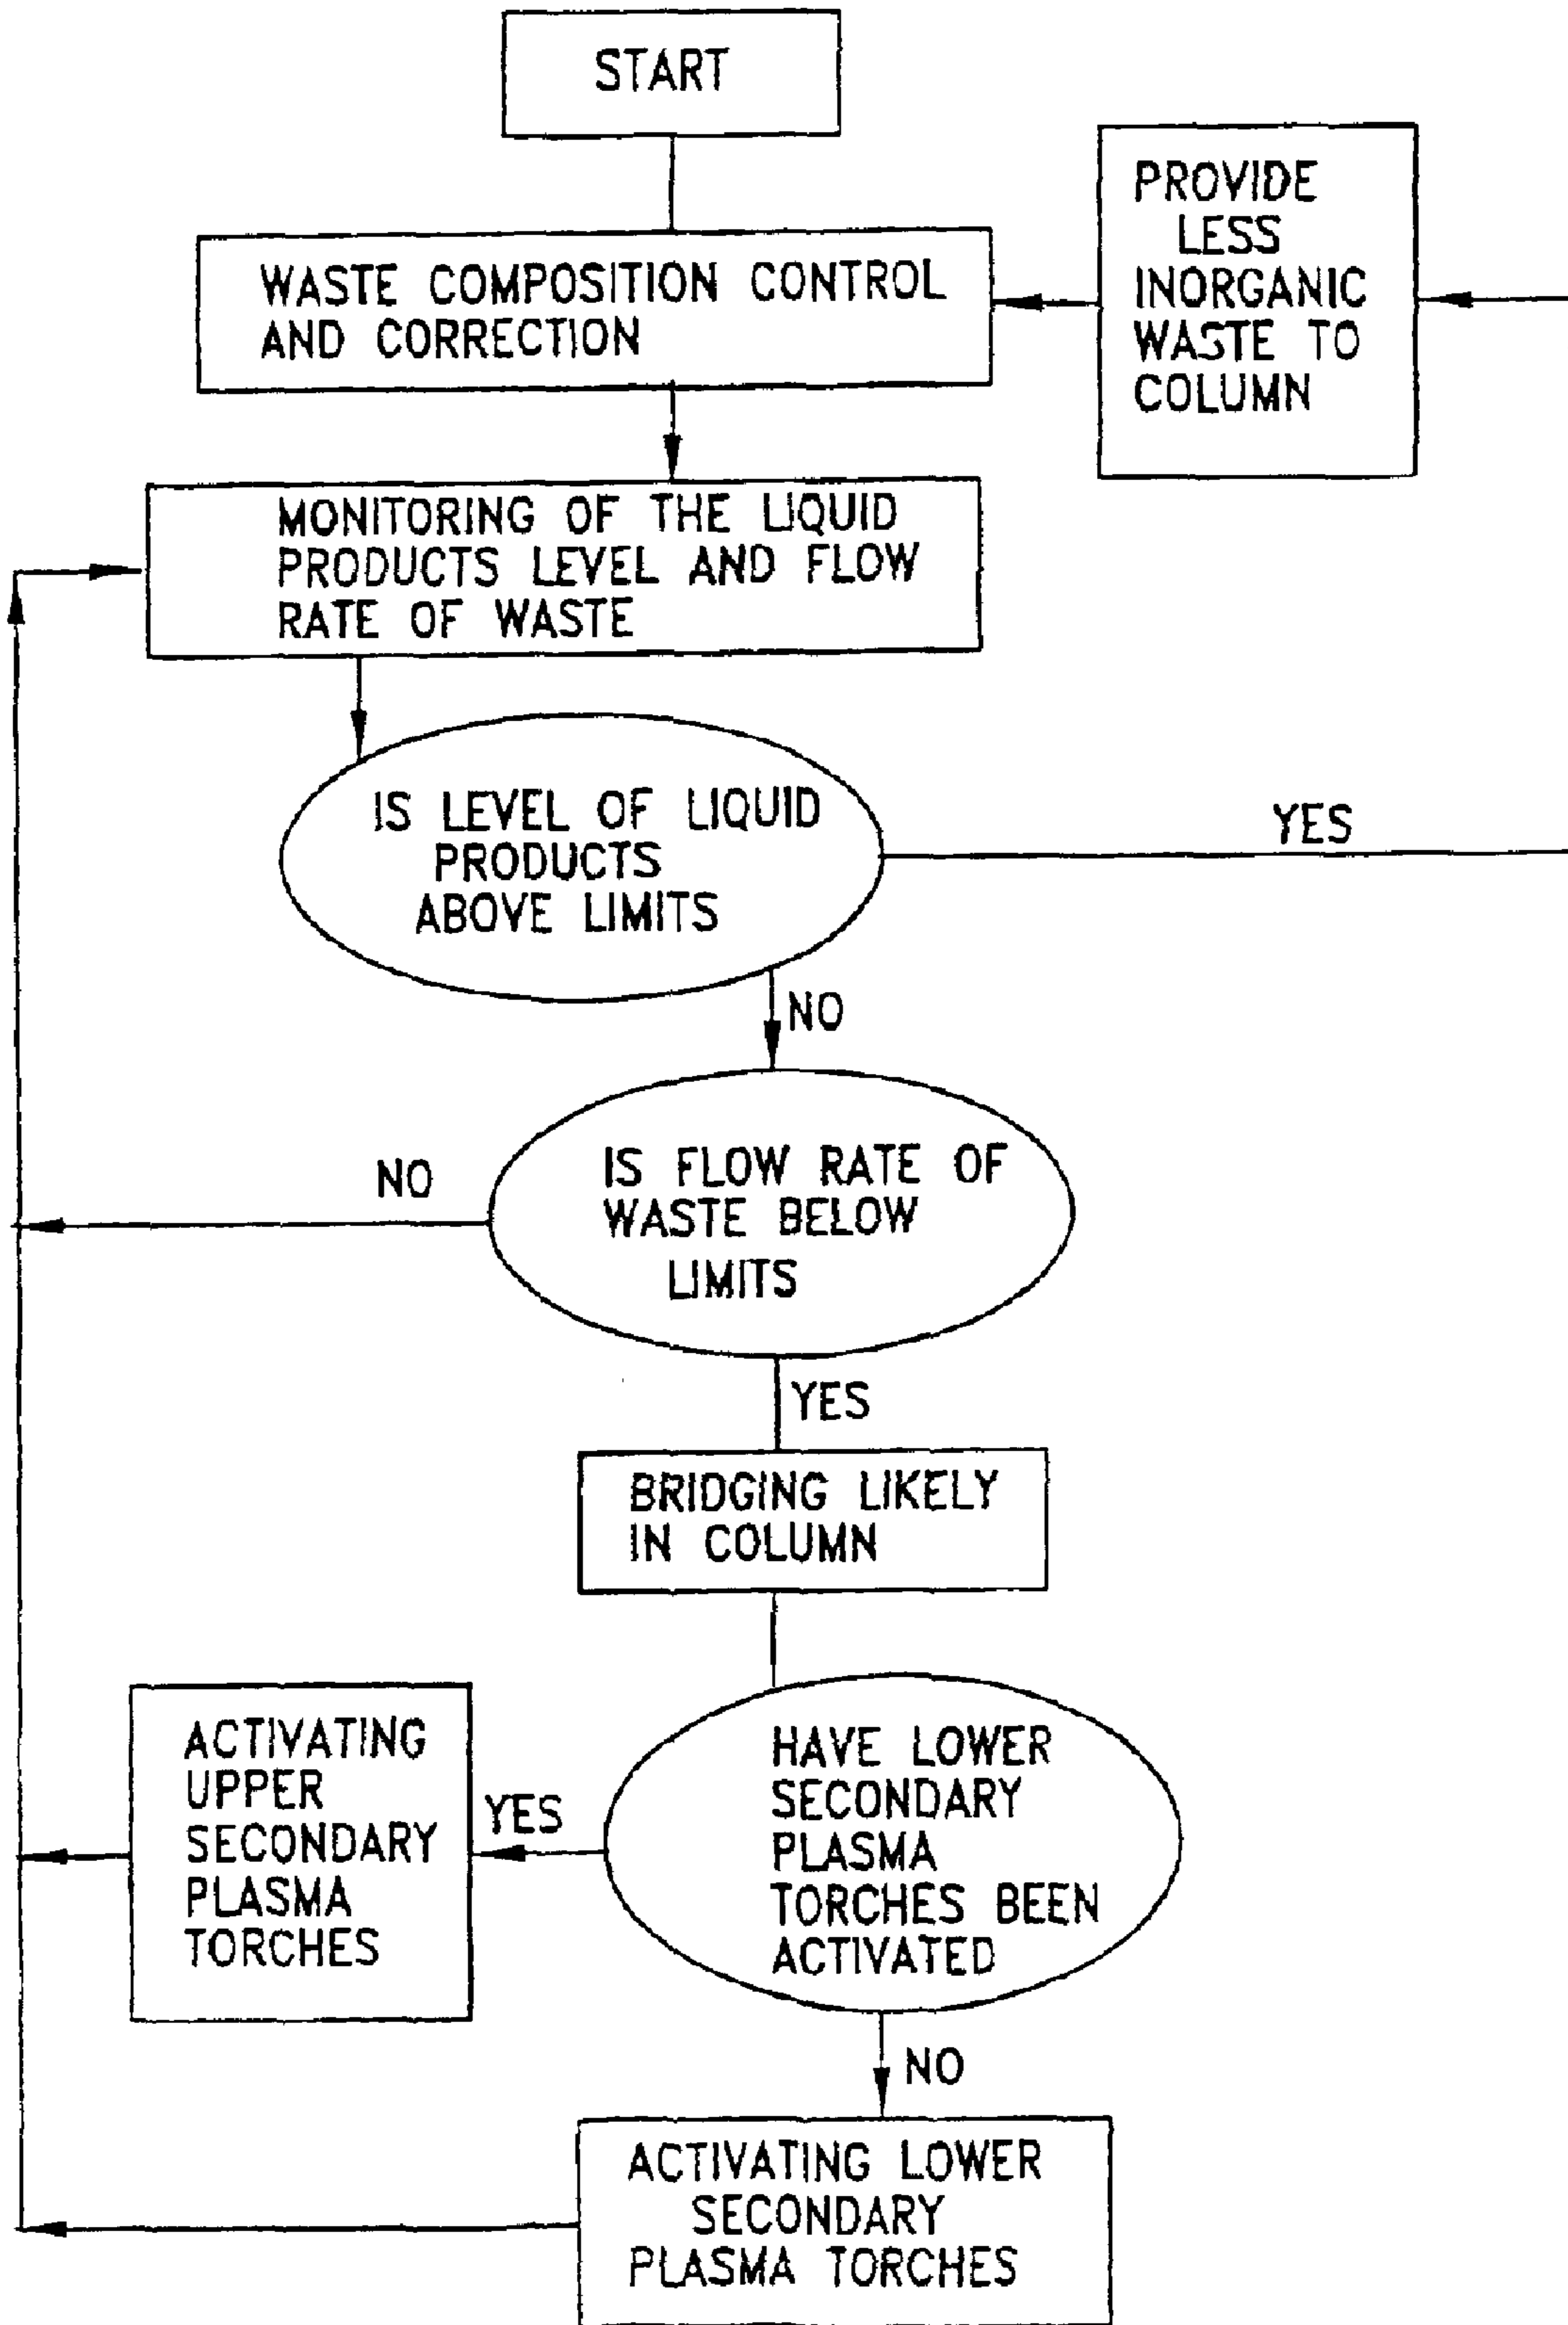 START
PROVIDE
LESS
INORGANIC
WASTE TO
COLUMN
WASTE COMPOSITION CONTROL
AND CORRECTION
MONITORING OF THE LIQUID
PRODUCTS LEVEL AND FLOW
RATE OF WASTE
IS LEVEL OF LIQUID
PRODUCTS
ABOVE LIMITS
YES
NO
IS FLOW RATE OF
WASTE BELOW
LIMITS
NO
YES
BRIDGING LIKELY
IN COLUMN
HAVE LOWER
SECONDARY
PLASMA
TORCHES BEEN
ACTIVATED
YES
ACTIVATING
UPPER
SECONDARY
PLASMA
TORCHES
NO
ACTIVATING LOWER
SECONDARY
PLASMA TORCHES